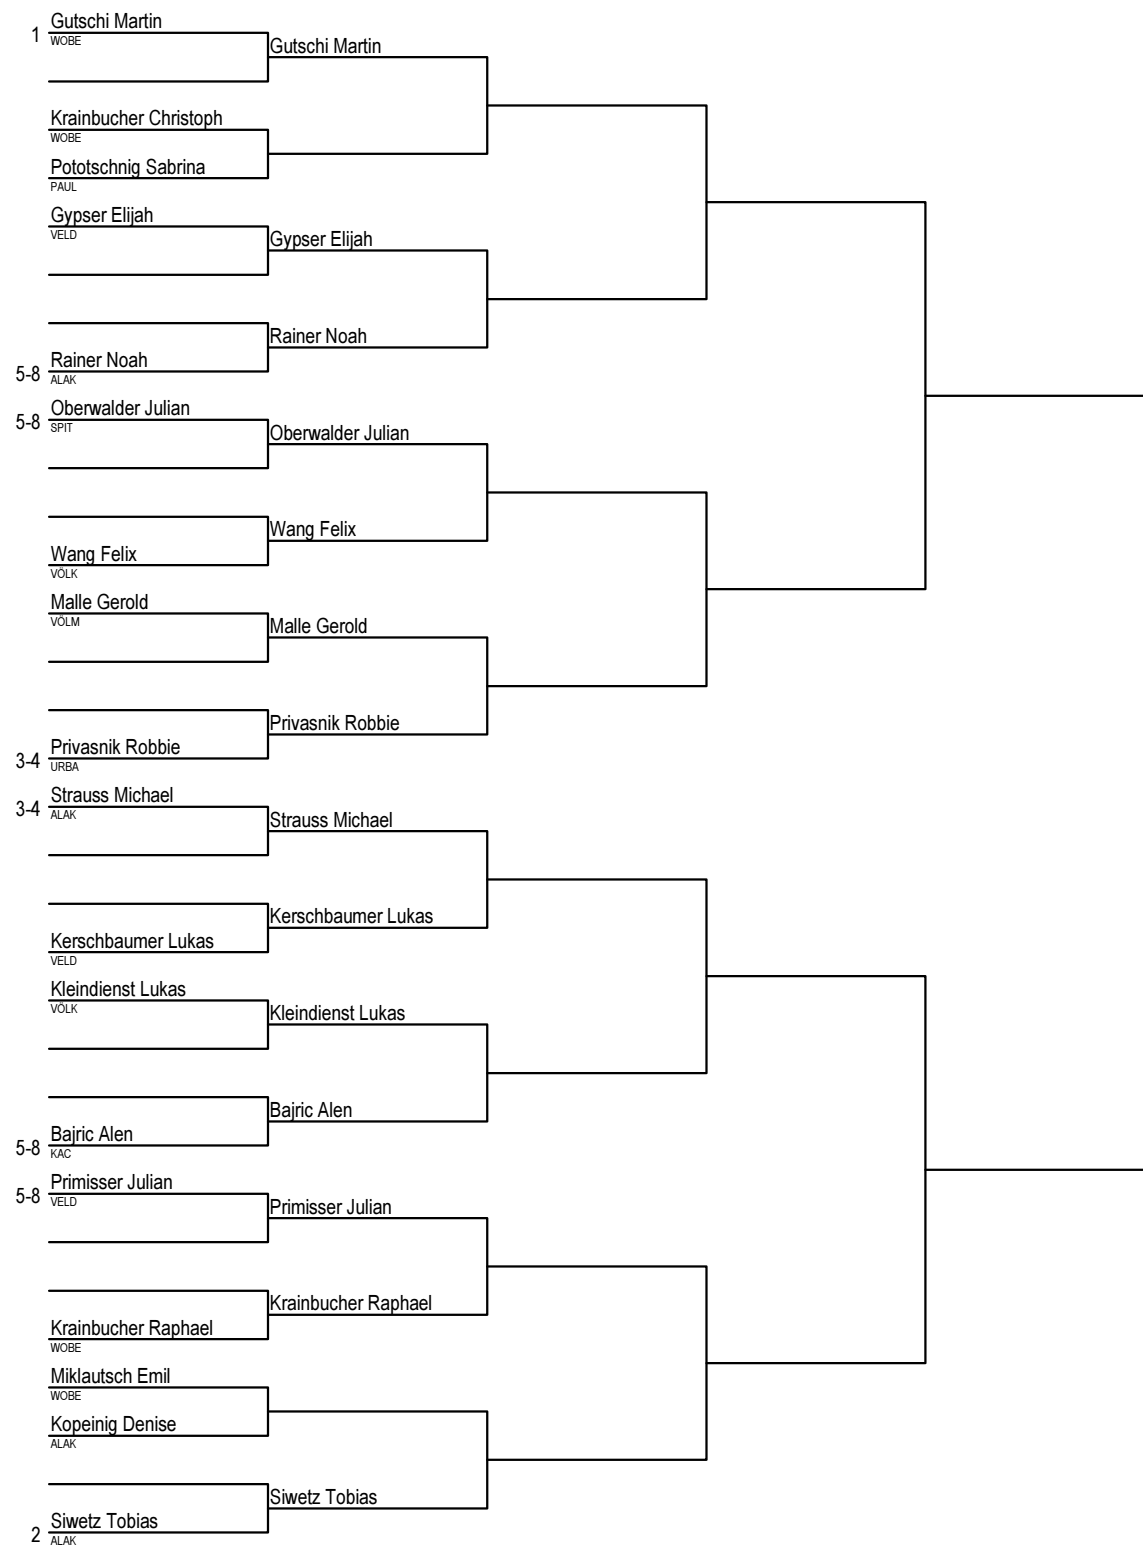 Gutschi Martin
1
WOBE
Gutschi Martin
Krainbucher Christoph
WOBE
Pototschnig Sabrina
PAUL
Gypser Elijah
VELD
Gypser Elijah
Rainer Noah
Rainer Noah
5-8
ALAK
Oberwalder Julian
5-8
SPIT
Oberwalder Julian
Wang Felix
Wang Felix
VÖLK
Malle Gerold
VÖLM
Malle Gerold
Privasnik Robbie
Privasnik Robbie
3-4
URBA
Strauss Michael
3-4
ALAK
Strauss Michael
Kerschbaumer Lukas
Kerschbaumer Lukas
VELD
Kleindienst Lukas
VÖLK
Kleindienst Lukas
Bajric Alen
Bajric Alen
5-8
KAC
Primisser Julian
5-8
VELD
Primisser Julian
Krainbucher Raphael
Krainbucher Raphael
WOBE
Miklautsch Emil
WOBE
Kopeinig Denise
ALAK
Siwetz Tobias
Siwetz Tobias
2
ALAK